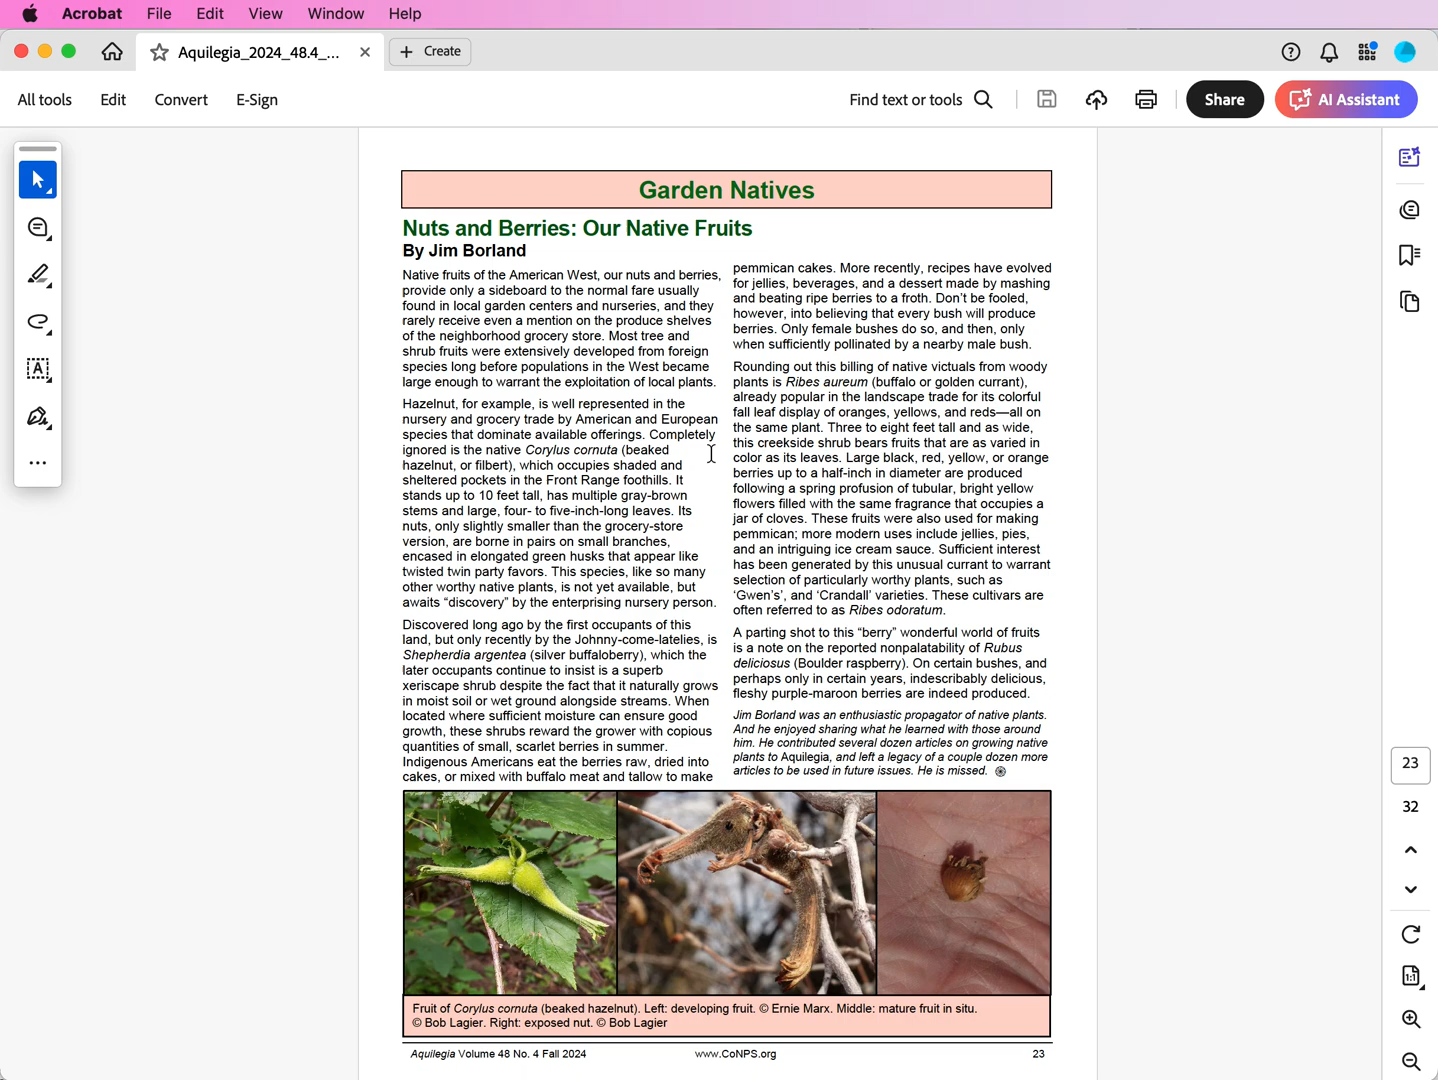 Acrobat File Edit View Window Help
Aquilegia_2024_48.4_...
Create
All tools Edit Convert E-Sign
Find text or tools
Share
AI Assistant
Garden Natives
Nuts and Berries: Our Native Fruits
By Jim Borland
Native fruits of the American West, our nuts and berries,
provide only a sideboard to the normal fare usually
found in local garden centers and nurseries, and they
rarely receive even a mention on the produce shelves
of the neighborhood grocery store. Most tree and
shrub fruits were extensively developed from foreign
species long before populations in the West became
large enough to warrant the exploitation of local plants.
Hazelnut, for example, is well represented in the
nursery and grocery trade by American and European
species that dominate available offerings. Completely
ignored is the native Corylus cornuta (beaked
hazelnut, or filbert), which occupies shaded and
sheltered pockets in the Front Range foothills. It
stands up to 10 feet tall, has multiple gray-brown
stems and large, four- to five-inch-long leaves. Its
nuts, only slightly smaller than the grocery-store
version, are borne in pairs on small branches,
encased in elongated green husks that appear like
twisted twin party favors. This species, like so many
other worthy native plants, is not yet available, but
awaits “discovery” by the enterprising nursery person.
Discovered long ago by the first occupants of this
land, but only recently by the Johnny-come-latelies, is
Shepherdia argentea (silver buffaloberry), which the
later occupants continue to insist is a superb
xeriscape shrub despite the fact that it naturally grows
in moist soil or wet ground alongside streams. When
located where sufficient moisture can ensure good
growth, these shrubs reward the grower with copious
quantities of small, scarlet berries in summer.
Indigenous Americans eat the berries raw, dried into
cakes, or mixed with buffalo meat and tallow to make
pemmican cakes. More recently, recipes have evolved
for jellies, beverages, and a dessert made by mashing
and beating ripe berries to a froth. Don’t be fooled,
however, into believing that every bush will produce
berries. Only female bushes do so, and then, only
when sufficiently pollinated by a nearby male bush.
Rounding out this billing of native victuals from woody
plants is Ribes aureum (buffalo or golden currant),
already popular in the landscape trade for its colorful
fall leaf display of oranges, yellows, and reds—all on
the same plant. Three to eight feet tall and as wide,
this creekside shrub bears fruits that are as varied in
color as its leaves. Large black, red, yellow, or orange
berries up to a half-inch in diameter are produced
following a spring profusion of tubular, bright yellow
flowers filled with the same fragrance that occupies a
jar of cloves. These fruits were also used for making
pemmican; more modern uses include jellies, pies,
and an intriguing ice cream sauce. Sufficient interest
has been generated by this unusual currant to warrant
selection of particularly worthy plants, such as
‘Gwen’s’, and ‘Crandall’ varieties. These cultivars are
often referred to as Ribes odoratum.
A parting shot to this “berry” wonderful world of fruits
is a note on the reported nonpalatability of Rubus
deliciosus (Boulder raspberry). On certain bushes, and
perhaps only in certain years, indescribably delicious,
fleshy purple-maroon berries are indeed produced.
Jim Borland was an enthusiastic propagator of native plants.
And he enjoyed sharing what he learned with those around
him. He contributed several dozen articles on growing native
plants to Aquilegia, and left a legacy of a couple dozen more
articles to be used in future issues. He is missed.
Fruit of Corylus cornuta (beaked hazelnut). Left: developing fruit. © Ernie Marx. Middle: mature fruit in situ.
© Bob Lagier. Right: exposed nut. © Bob Lagier
Aquilegia Volume 48 No. 4 Fall 2024 www.CoNPS.org 23
23
32
1:1